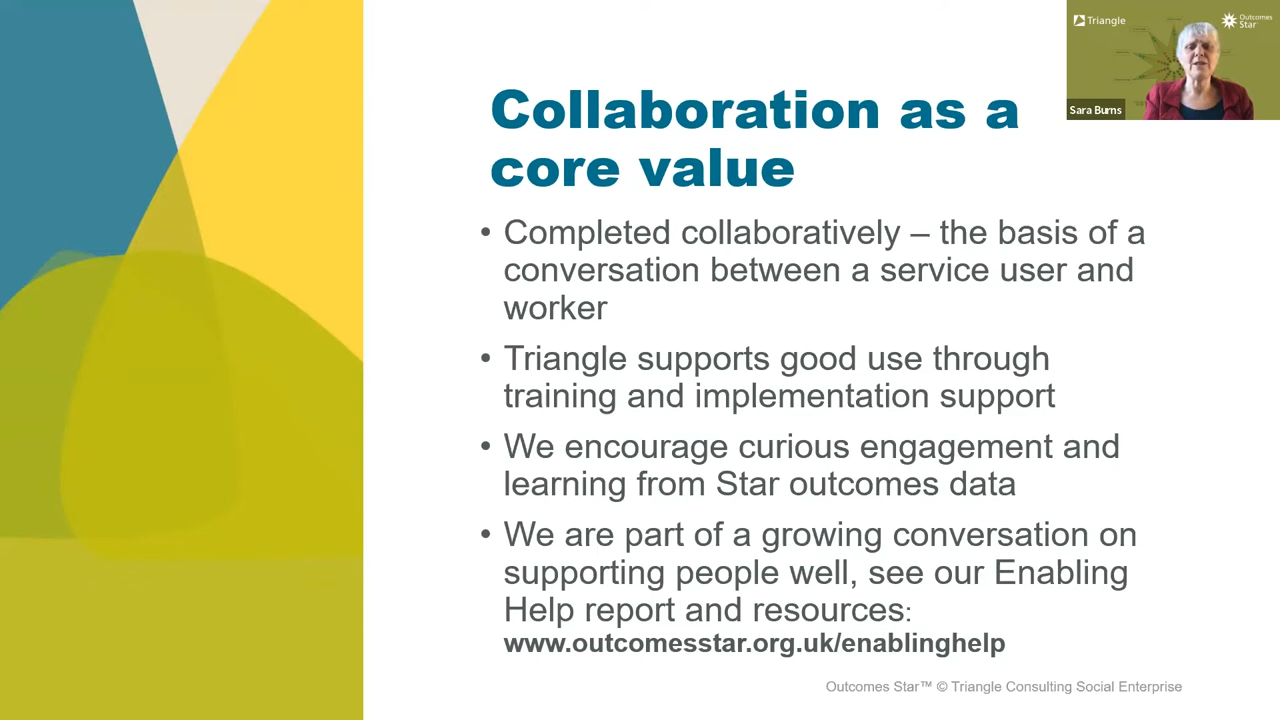 Triangle
Outcomes
Star
Sara Burns
Collaboration as a
core value
• Completed collaboratively – the basis of a
conversation between a service user and
worker
• Triangle supports good use through
training and implementation support
• We encourage curious engagement and
learning from Star outcomes data
• We are part of a growing conversation on
supporting people well, see our Enabling
Help report and resources:
www.outcomesstar.org.uk/enablinghelp
Outcomes Star™ © Triangle Consulting Social Enterprise